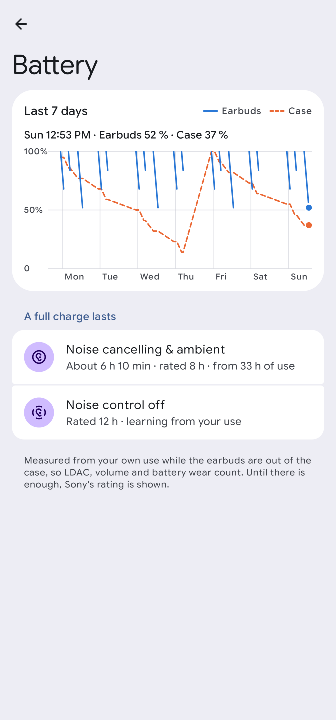 Battery
Last 7 days
Earbuds
Case
Sun 12:53 PM · Earbuds 52 % · Case 37 %
100%
50%
0
Mon Tue Wed Thu Fri Sat Sun
A full charge lasts
Noise cancelling & ambient
About 6 h 10 min · rated 8 h · from 33 h of use
Noise control off
Rated 12 h · learning from your use
Measured from your own use while the earbuds are out of the
case, so LDAC, volume and battery wear count. Until there is
enough, Sony's rating is shown.